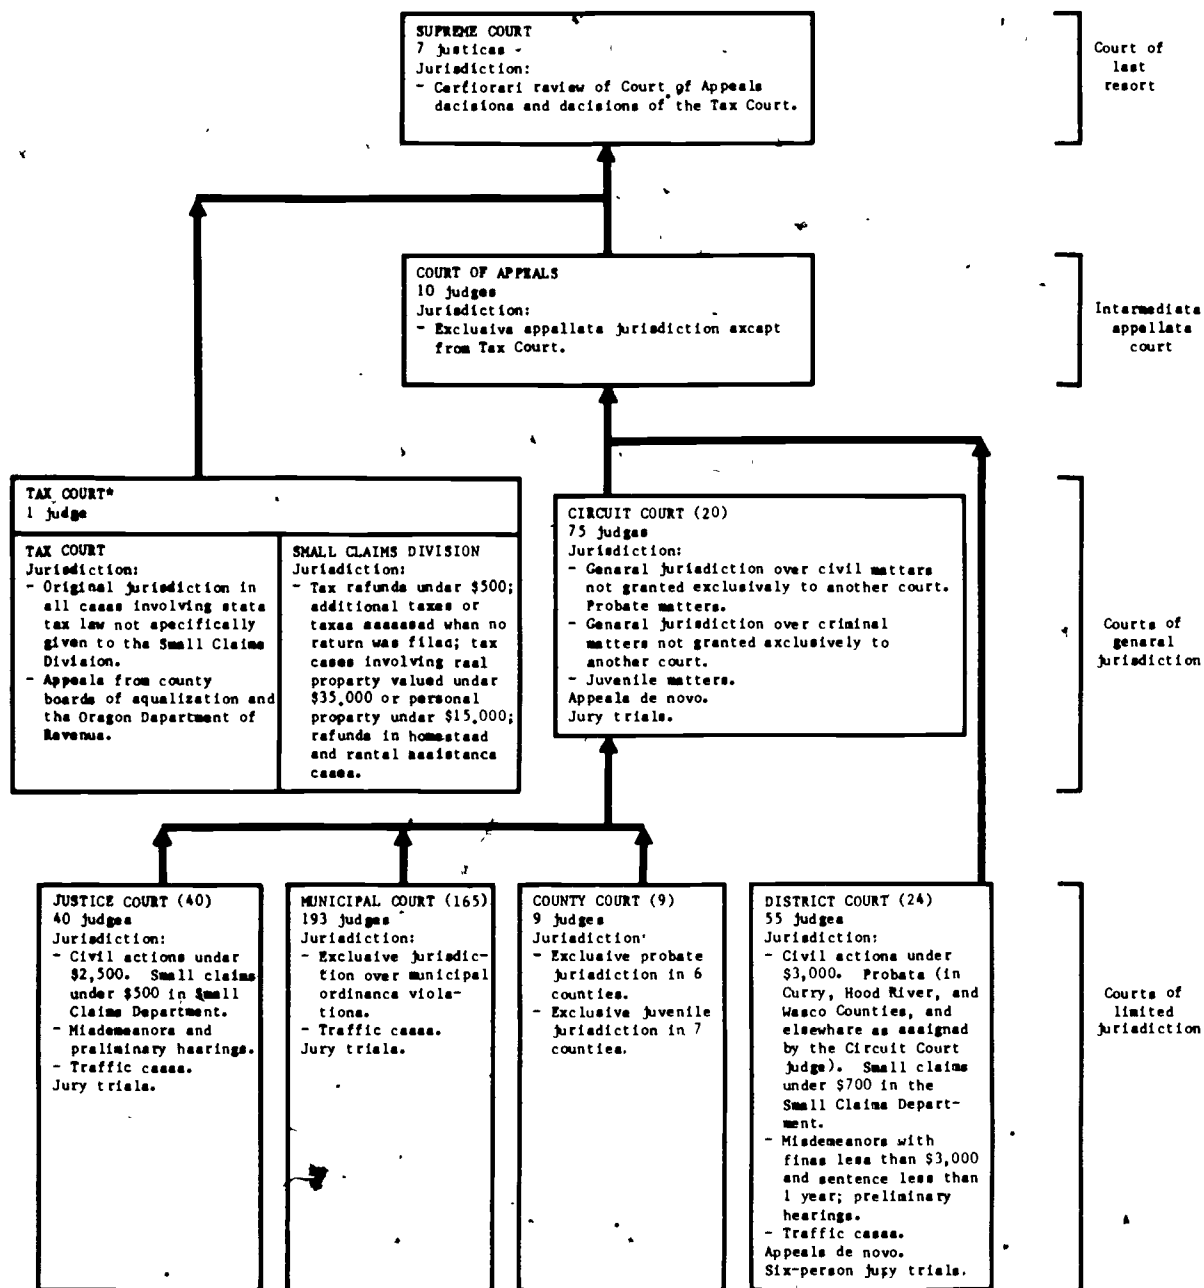 SUPREME COURT
7 justices -
Jurisdiction:
- Certiorari review of Court of Appeals
decisions and decisions of the Tax Court.
Court of
last
resort
COURT OF APPEALS
10 judges
Jurisdiction:
- Exclusive appellate jurisdiction except
from Tax Court.
Intermediate
appellate
court
TAX COURT*
1 judge
TAX COURT
Jurisdiction:
- Original jurisdiction in
all cases involving state
tax law not specifically
given to the Small Claims
Division.
- Appeals from county
boards of equalization and
the Oregon Department of
Revenue.
SMALL CLAIMS DIVISION
Jurisdiction:
- Tax refunds under $500;
additional taxes or
taxes assessed when no
return was filed; tax
cases involving real
property valued under
$35,000 or personal
property under $15,000;
refunds in homestead
and rental assistance
cases.
CIRCUIT COURT (20)
75 judges
Jurisdiction:
- General jurisdiction over civil matters
not granted exclusively to another court.
Probate matters.
- General jurisdiction over criminal
matters not granted exclusively to
another court.
- Juvenile matters.
Appeals de novo.
Jury trials.
Courts of
general
jurisdiction
JUSTICE COURT (40)
40 judges
Jurisdiction:
- Civil actions under
$2,500. Small claims
under $500 in Small
Claims Department.
- Misdemeanors and
preliminary hearings.
- Traffic cases.
Jury trials.
MUNICIPAL COURT (165)
193 judges
Jurisdiction:
- Exclusive jurisdic-
tion over municipal
ordinance viola-
tions.
- Traffic cases.
Jury trials.
COUNTY COURT (9)
9 judges
Jurisdiction:
- Exclusive probate
jurisdiction in 6
counties.
- Exclusive juvenile
jurisdiction in 7
counties.
DISTRICT COURT (24)
55 judges
Jurisdiction:
- Civil actions under
$3,000. Probate (in
Curry, Hood River, and
Wasco Counties, and
elsewhere as assigned
by the Circuit Court
judge). Small claims
under $700 in the
Small Claims Depart-
ment.
- Misdemeanors with
fines less than $3,000
and sentence less than
1 year; preliminary
hearings.
- Traffic cases.
Appeals de novo.
Six-person jury trials.
Courts of
limited
jurisdiction